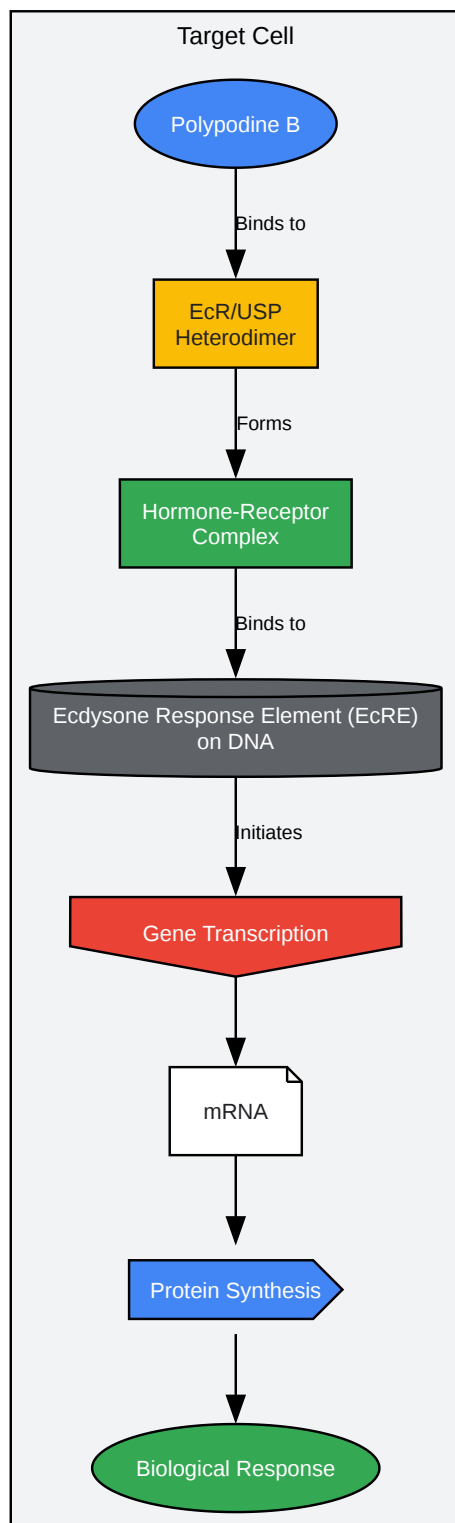 Target Cell
Polypodine B
Binds to
EcR/USP
Heterodimer
Forms
Hormone-Receptor
Complex
Binds to
Ecdysone Response Element (EcRE)
on DNA
Initiates
Gene Transcription
mRNA
Protein Synthesis
Biological Response